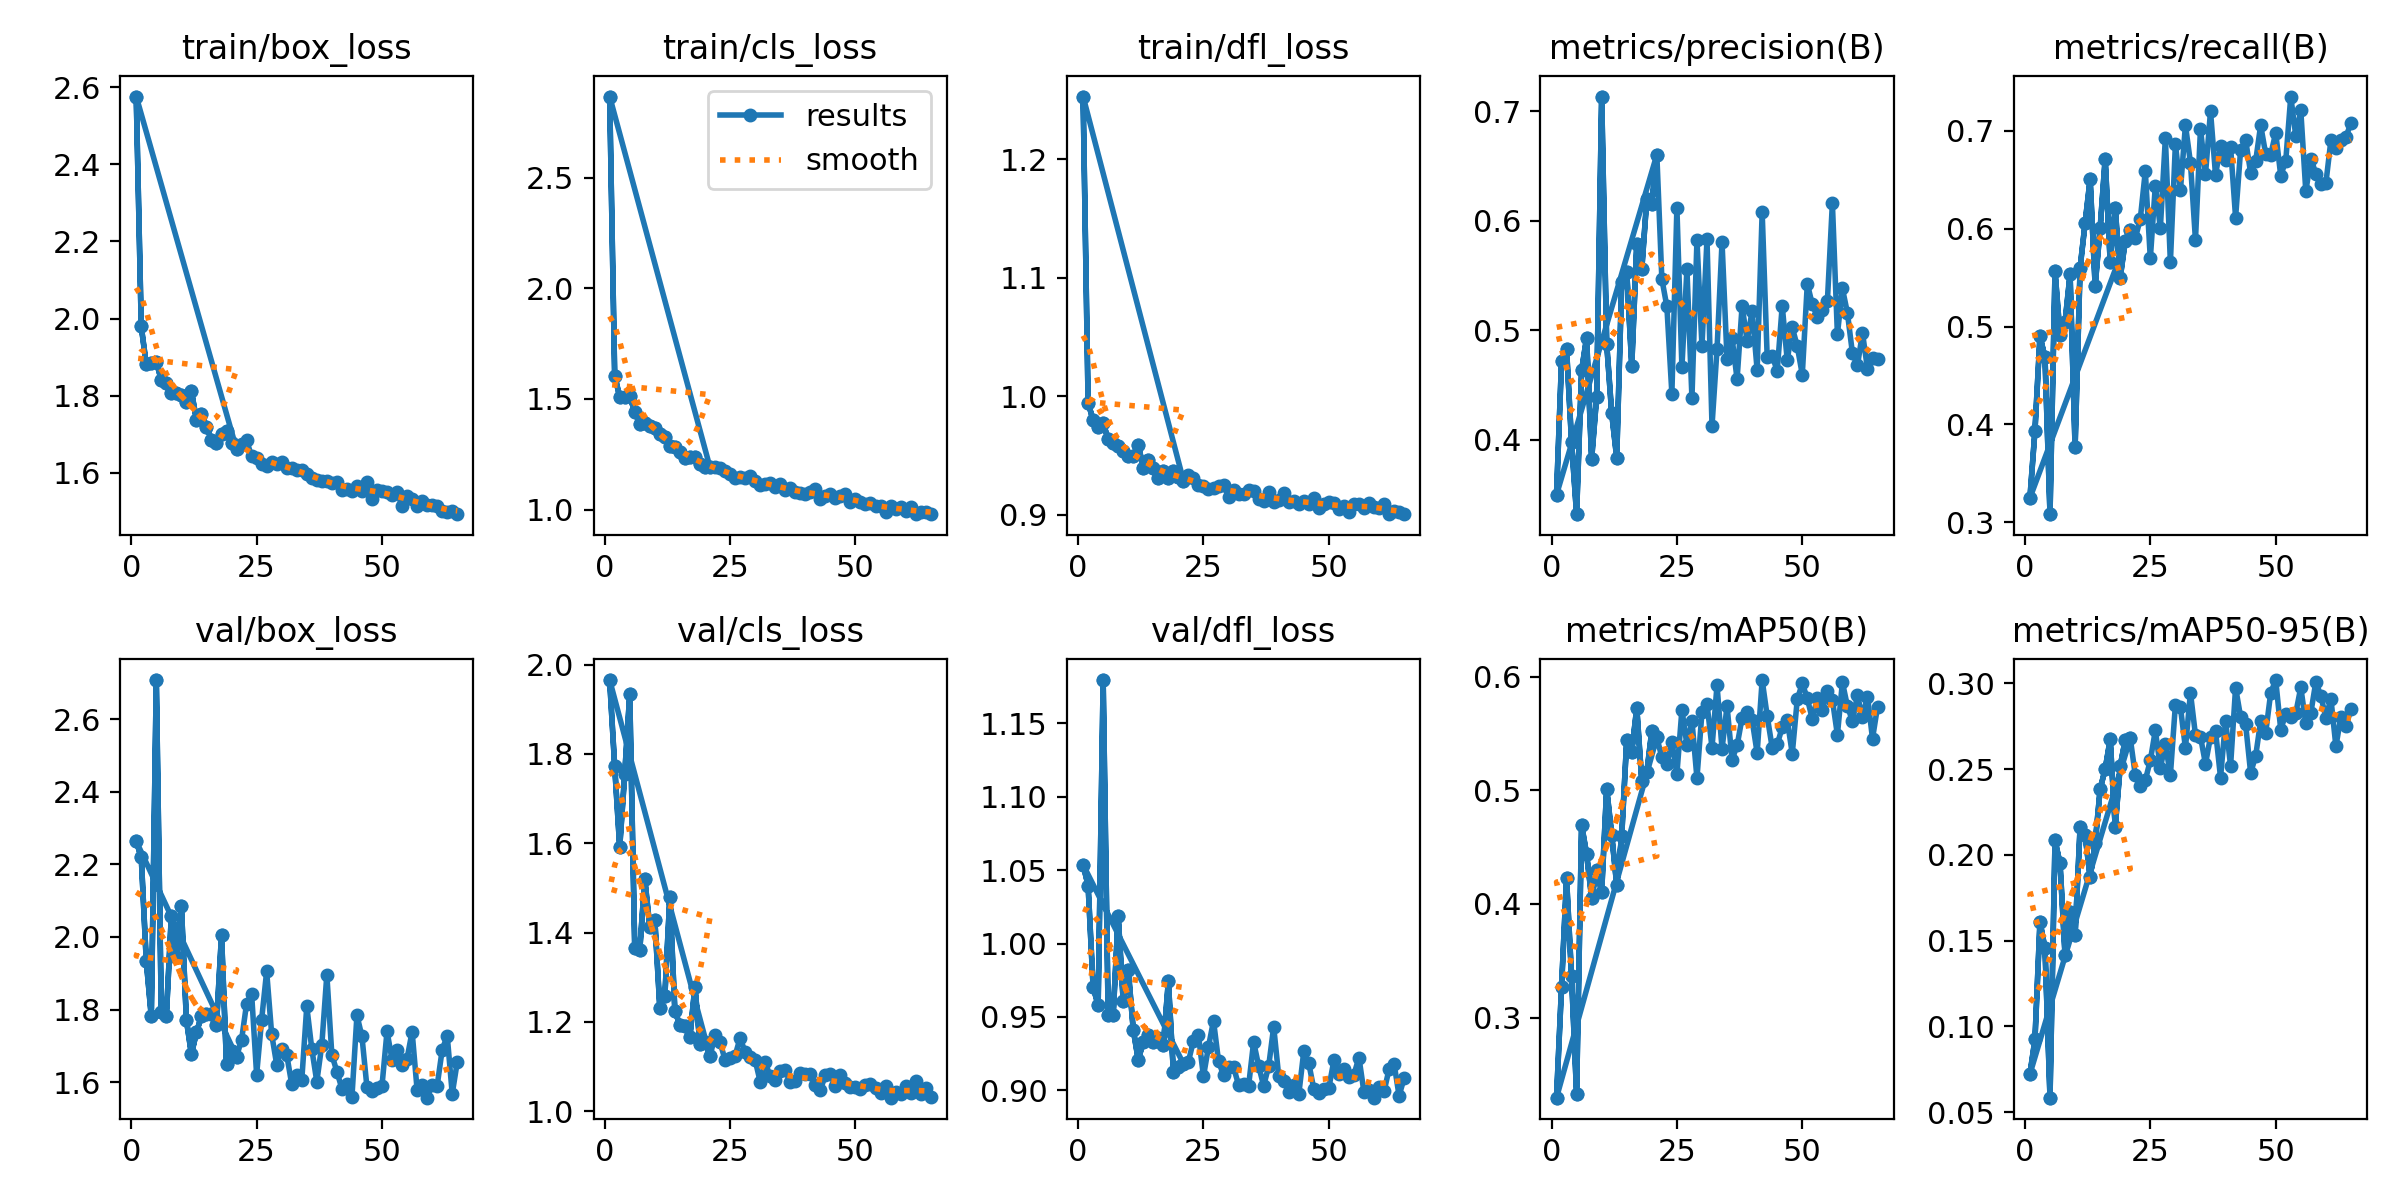 train/box_loss
2.6
2.4
2.2
2.0
1.8
1.6
0 25 50
train/cls_loss
results
smooth
2.5
2.0
1.5
1.0
0 25 50
train/dfl_loss
1.2
1.1
1.0
0.9
0 25 50
metrics/precision(B)
0.7
0.6
0.5
0.4
0 25 50
metrics/recall(B)
0.7
0.6
0.5
0.4
0.3
0 25 50
val/box_loss
2.6
2.4
2.2
2.0
1.8
1.6
0 25 50
val/cls_loss
2.0
1.8
1.6
1.4
1.2
1.0
0 25 50
val/dfl_loss
1.15
1.10
1.05
1.00
0.95
0.90
0 25 50
metrics/mAP50(B)
0.6
0.5
0.4
0.3
0 25 50
metrics/mAP50-95(B)
0.30
0.25
0.20
0.15
0.10
0.05
0 25 50